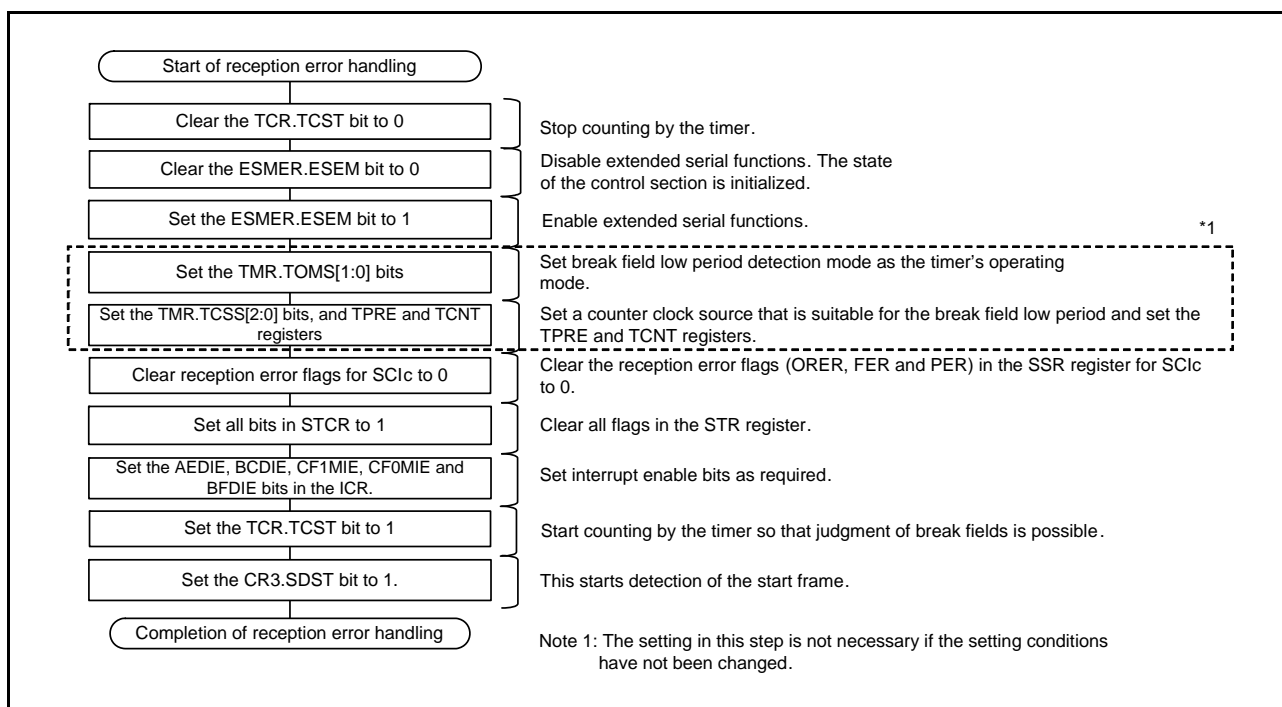 Start of reception error handling
Clear the TCR.TCST bit to 0
Stop counting by the timer.
Clear the ESMER.ESEM bit to 0
Disable extended serial functions. The state
of the control section is initialized.
Set the ESMER.ESEM bit to 1
Enable extended serial functions.
*1
Set the TMR.TOMS[1:0] bits
Set break field low period detection mode as the timer's operating
mode.
Set the TMR.TCSS[2:0] bits, and TPRE and TCNT
registers
Set a counter clock source that is suitable for the break field low period and set the
TPRE and TCNT registers.
Clear reception error flags for SCIc to 0
Clear the reception error flags (ORER, FER and PER) in the SSR register for SCIc
to 0.
Set all bits in STCR to 1
Clear all flags in the STR register.
Set the AEDIE, BCDIE, CF1MIE, CF0MIE and
BFDIE bits in the ICR.
Set interrupt enable bits as required.
Set the TCR.TCST bit to 1
Start counting by the timer so that judgment of break fields is possible.
Set the CR3.SDST bit to 1.
This starts detection of the start frame.
Completion of reception error handling
Note 1: The setting in this step is not necessary if the setting conditions
have not been changed.